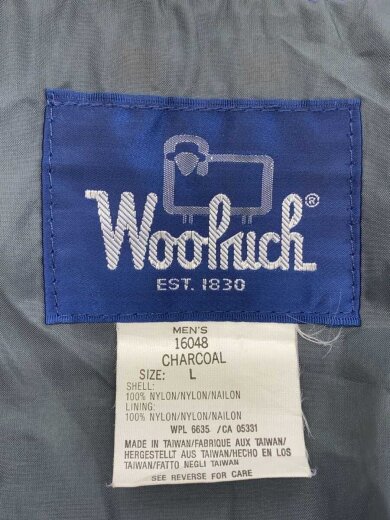 Woolrich®
EST. 1830
MEN'S
16048
CHARCOAL
SIZE: L
SHELL:
100% NYLON/NYLON/NAILON
LINING:
100% NYLON/NYLON/NAILON
WPL 6635 /CA 05331
MADE IN TAIWAN/FABRIQUE AUX TAIWAN/
HERGESTELLT AUS TAIWAN/HECHO EN LOS
TAIWAN/FATTO NEGLI TAIWAN
SEE REVERSE FOR CARE